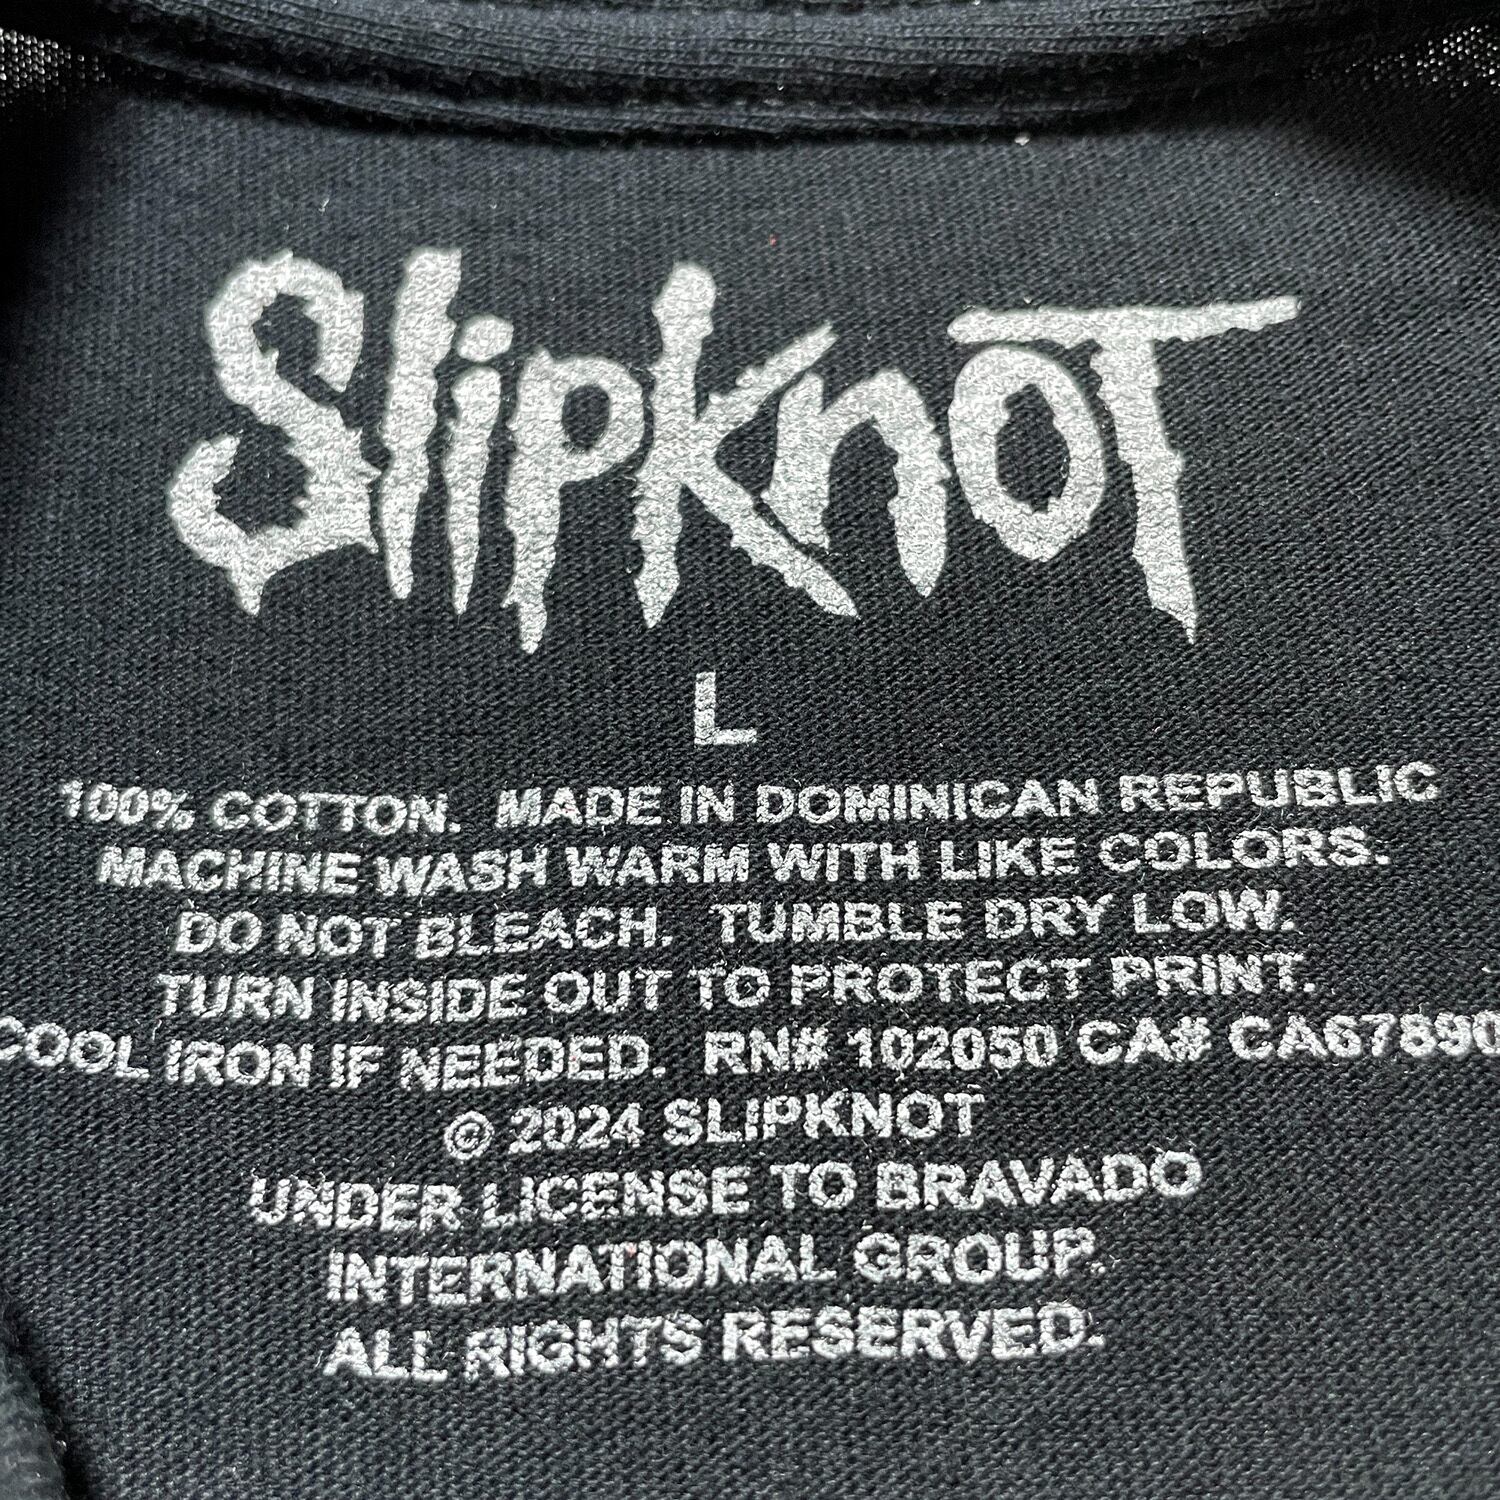 Slipknot
L
100% COTTON. MADE IN DOMINICAN REPUBLIC
MACHINE WASH WARM WITH LIKE COLORS.
DO NOT BLEACH. TUMBLE DRY LOW.
TURN INSIDE OUT TO PROTECT PRINT.
COOL IRON IF NEEDED. RN# 102050 CA# CA67890
© 2024 SLIPKNOT
UNDER LICENSE TO BRAVADO
INTERNATIONAL GROUP.
ALL RIGHTS RESERVED.